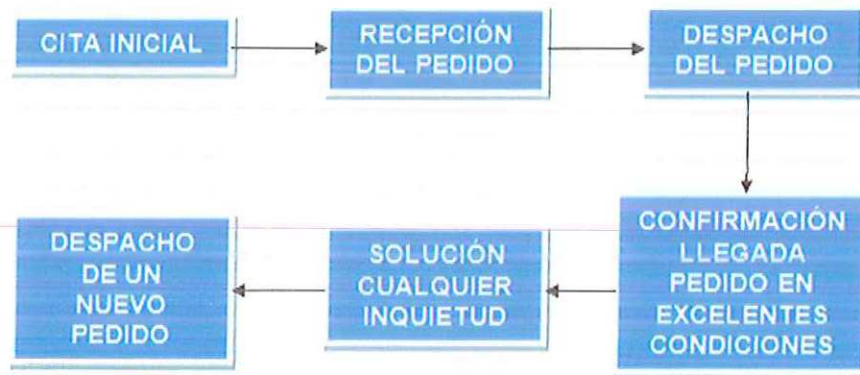 CITA INICIAL
RECEPCIÓN
DEL PEDIDO
DESPACHO
DEL PEDIDO
CONFIRMACIÓN
LLEGADA
PEDIDO EN
EXCELENTES
CONDICIONES
SOLUCIÓN
CUALQUIER
INQUIETUD
DESPACHO
DE UN
NUEVO
PEDIDO